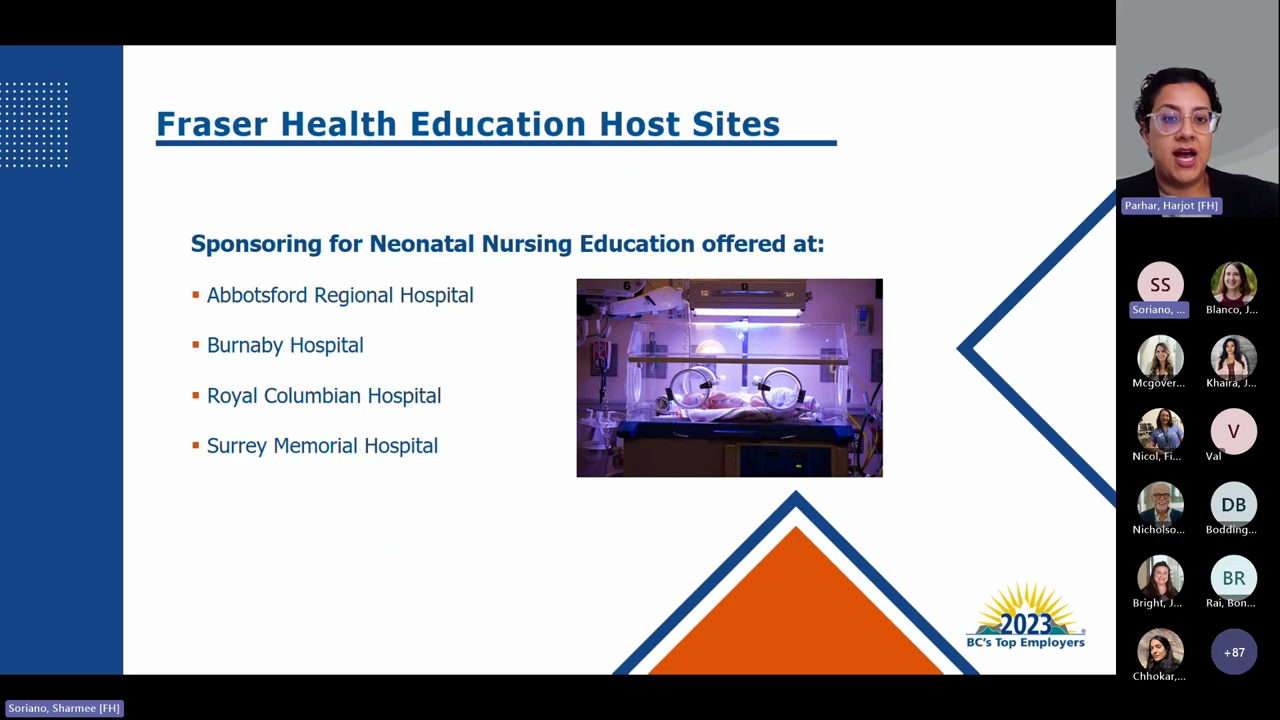 Fraser Health Education Host Sites
Sponsoring for Neonatal Nursing Education offered at:
▪ Abbotsford Regional Hospital
▪ Burnaby Hospital
▪ Royal Columbian Hospital
▪ Surrey Memorial Hospital
2023
BC's Top Employers
Parhar, Harjot [FH]
SS
Soriano, ...
Blanco, J...
Mcgover...
Khaira, J...
Nicol, Fi...
V
Val
Nicholso...
DB
Bodding...
Bright, J...
BR
Rai, Bon...
Chhokar,...
+87
Soriano, Sharmee [FH]